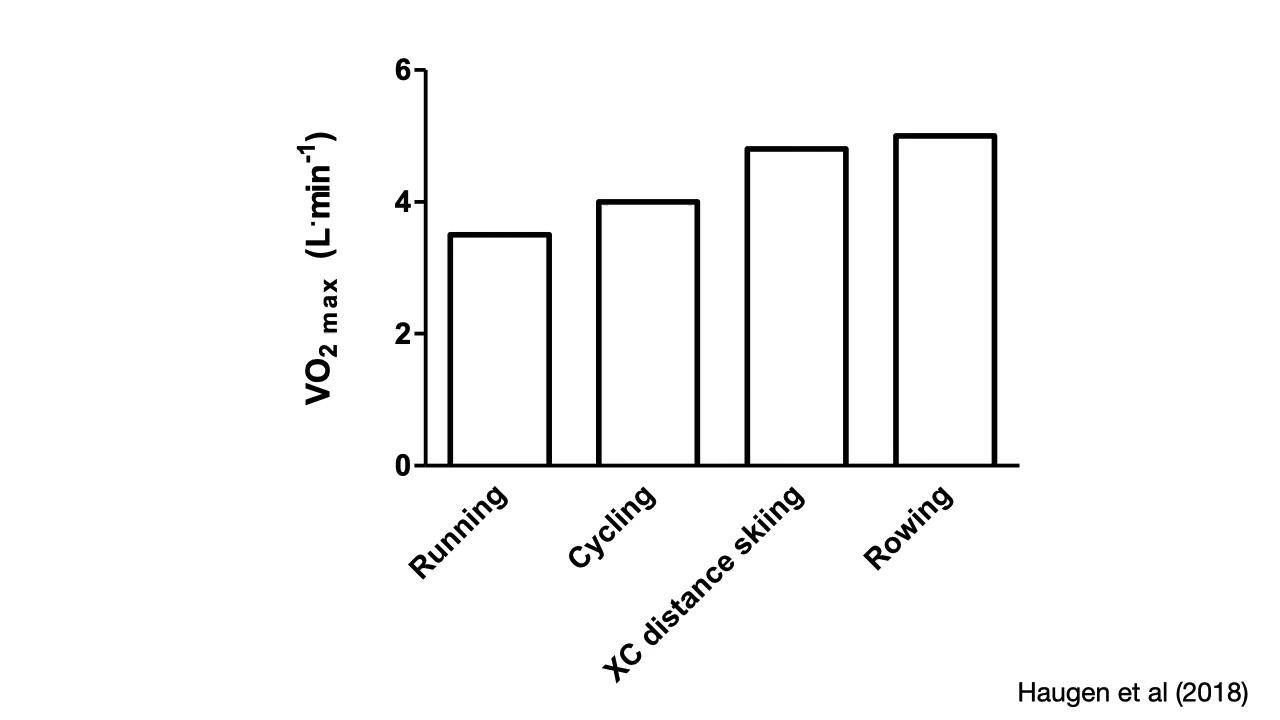 6
4
2
0
VO2 max (L·min-1)
Running
Cycling
XC distance skiing
Rowing
Haugen et al (2018)